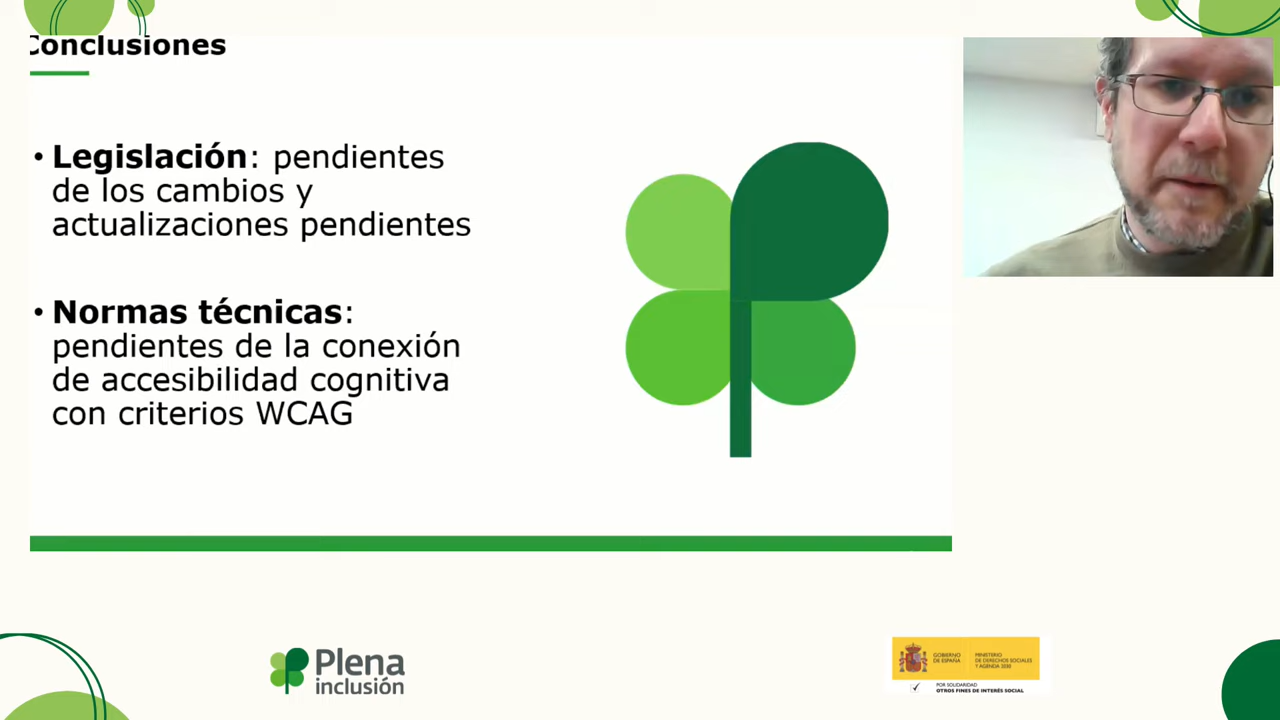 Conclusiones
• Legislación: pendientes
de los cambios y
actualizaciones pendientes
• Normas técnicas:
pendientes de la conexión
de accesibilidad cognitiva
con criterios WCAG
Plena
inclusión
GOBIERNO
DE ESPAÑA
MINISTERIO
DE DERECHOS SOCIALES
Y AGENDA 2030
POR SOLIDARIDAD
OTROS FINES DE INTERÉS SOCIAL